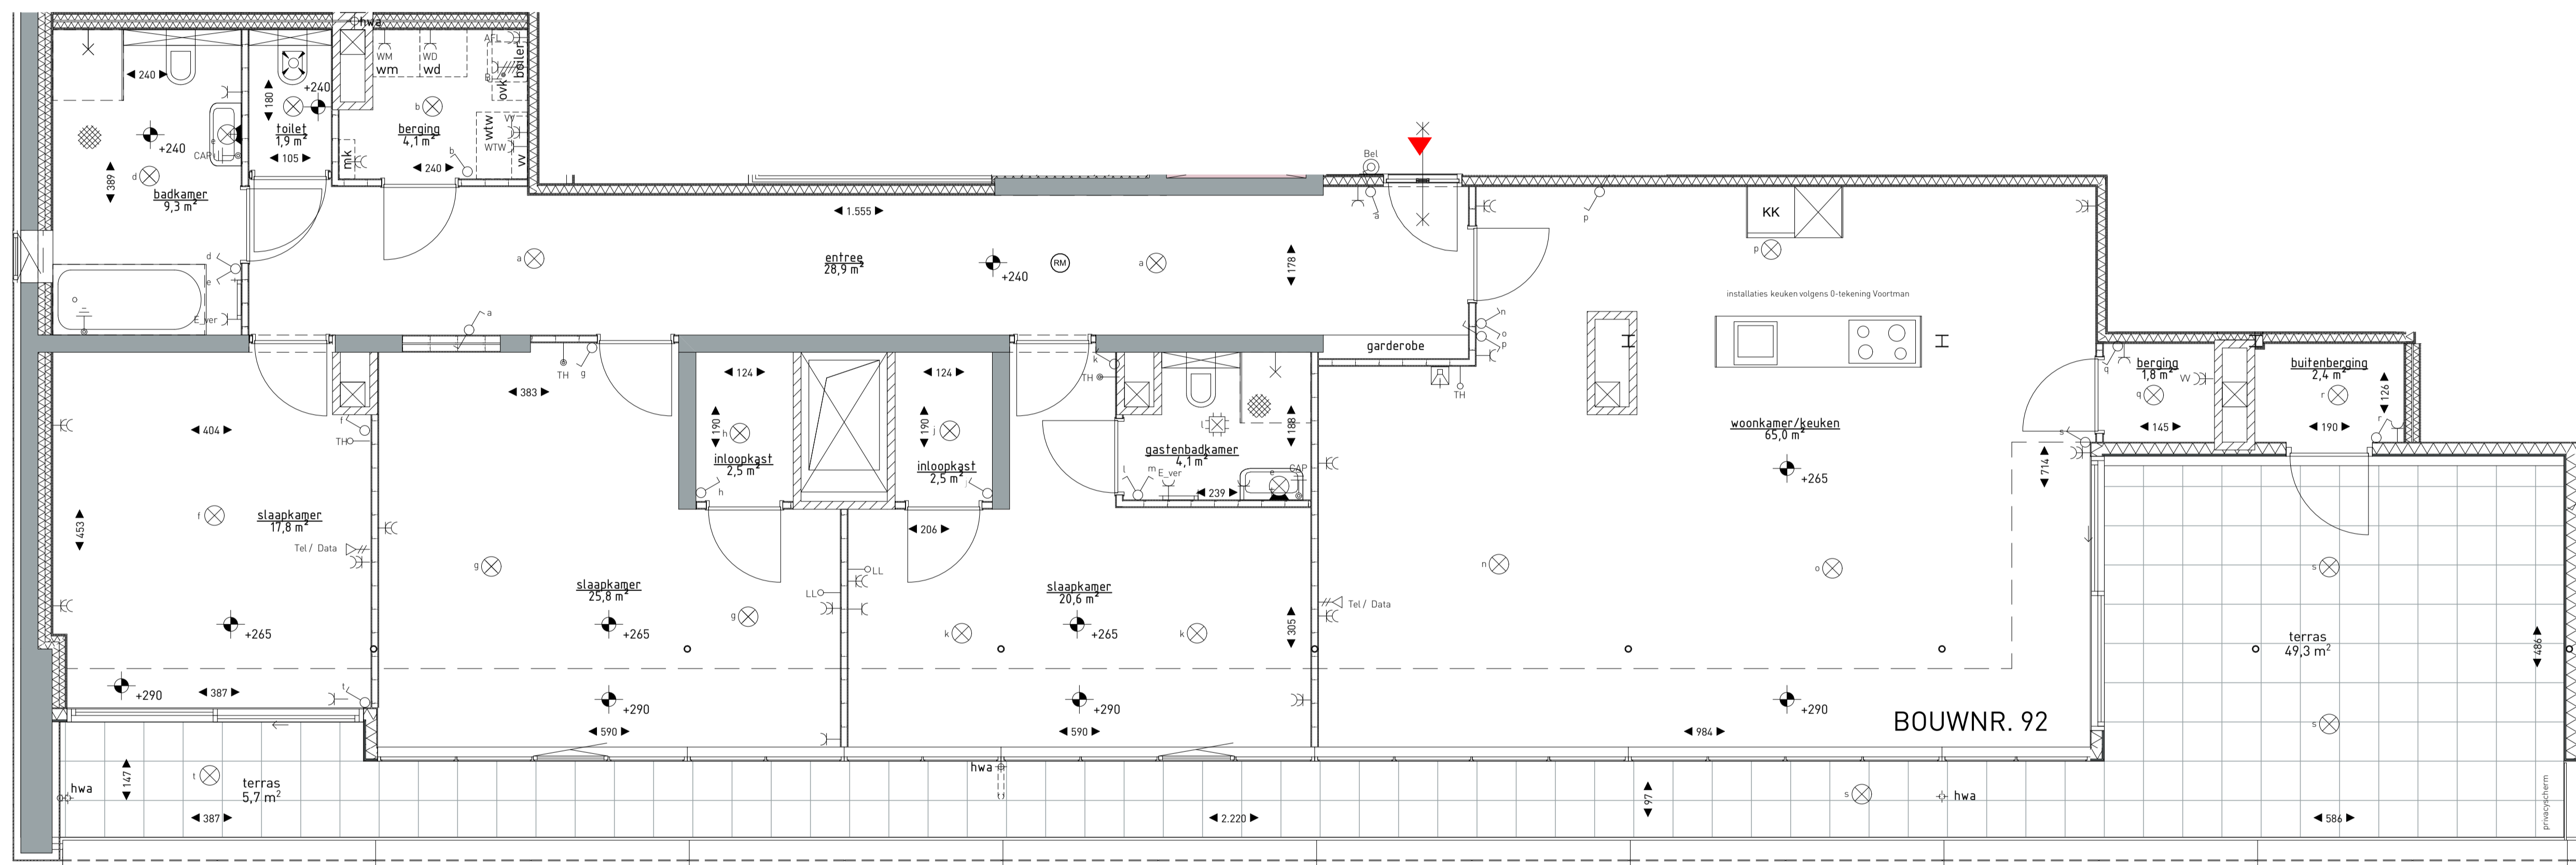 hwa
240
+240
180
toilet
1,9 m²
105
CAP
e
+240
389
d
badkamer
9,3 m²
d
e
E_ver
WM
wm
WD
wd
AFL
boiler
ovk
b
berging
4,1 m²
b
240
mk
wtw
VV
WTW
vv
1.555
a
entree
28,9 m²
+240
RM
a
178
a
Bel
a
p
KK
p
installaties keuken volgens 0-tekening Voortman
n
o
p
garderobe
TH
404
f
TH
453
f
slaapkamer
17,8 m²
Tel / Data
+265
+290
387
t
TH
g
383
124
190
h
inloopkast
2,5 m²
h
g
slaapkamer
25,8 m²
g
LL
+265
+290
590
124
190
j
inloopkast
2,5 m²
206
LL
k
TH
l
188
gastenbadkamer
4,1 m²
l
m
E_ver
239
e
CAP
slaapkamer
20,6 m²
305
k
+265
k
+290
590
Tel / Data
woonkamer/keuken
65,0 m²
+265
714
n
o
+290
984
BOUWNR. 92
q
berging
1,8 m²
VV
q
145
s
buitenberging
2,4 m²
126
r
190
r
s
terras
49,3 m²
486
s
t
147
hwa
terras
5,7 m²
387
hwa
2.220
97
s
hwa
586
privacyscherm